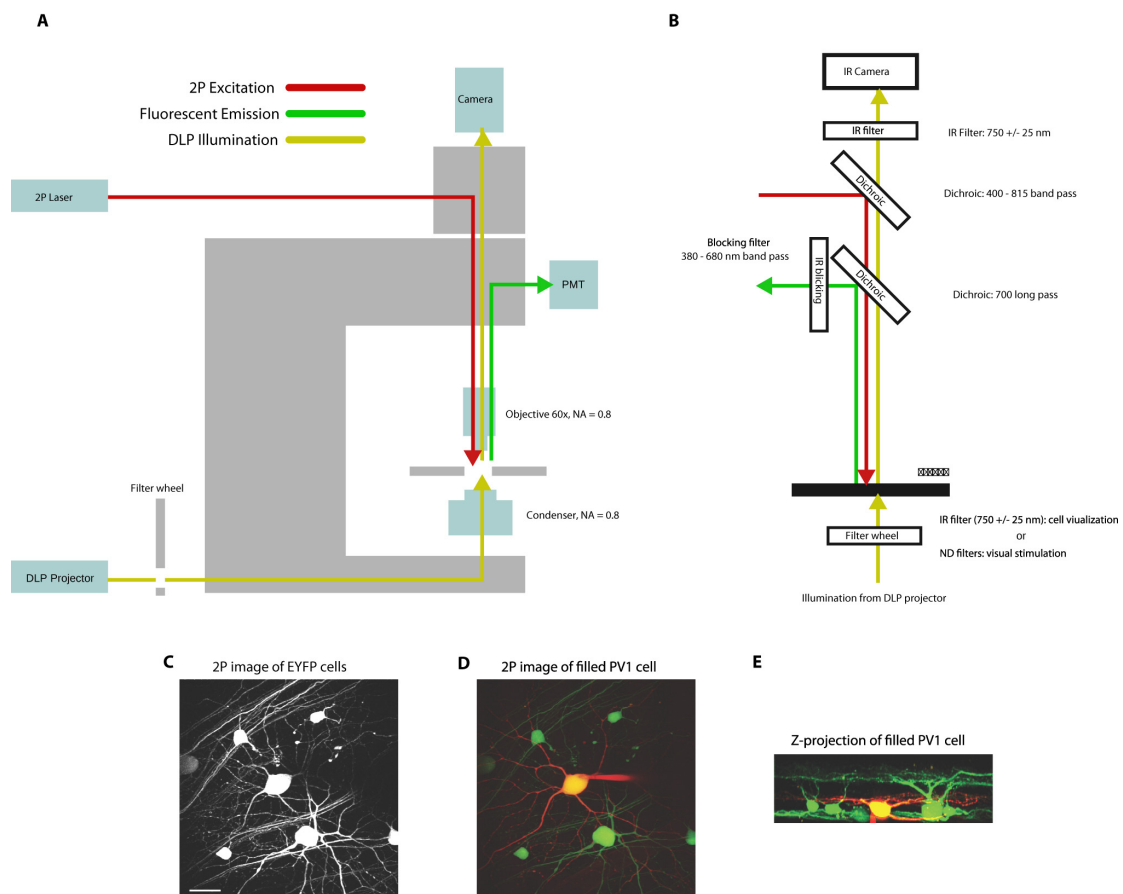 A
2P Excitation
Fluorescent Emission
DLP Illumination
Camera
2P Laser
PMT
Objective 60x, NA = 0.8
Filter wheel
Condenser, NA = 0.8
DLP Projector
B
IR Camera
IR filter
IR Filter: 750 +/- 25 nm
Dichroic
Dichroic: 400 - 815 band pass
Blocking filter
380 - 680 nm band pass
IR blicking
Dichroic
Dichroic: 700 long pass
Filter wheel
IR filter (750 +/- 25 nm): cell viualization
or
ND filters: visual stimulation
Illumination from DLP projector
C
2P image of EYFP cells
D
2P image of filled PV1 cell
E
Z-projection of filled PV1 cell